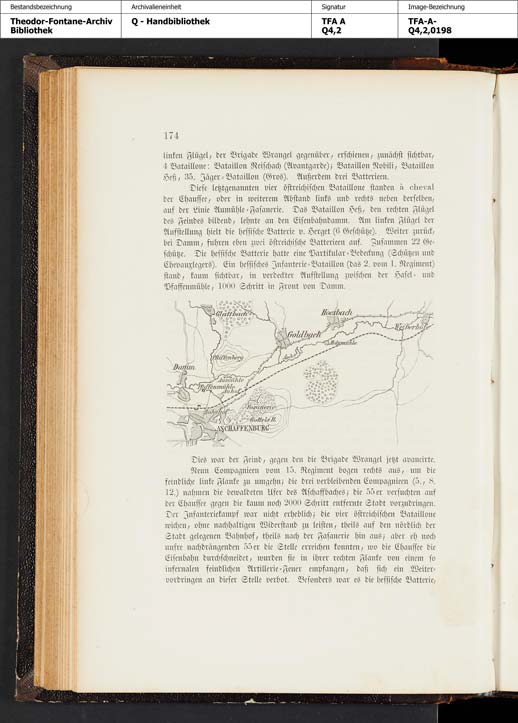 Bestandsbezeichnung Archivalieneinheit Signatur Image-Bezeichnung
Theodor-Fontane-Archiv Q - Handbibliothek TFA A TFA-A-
Bibliothek Q4,2 Q4,2,0198
174
linken Flügel, der Brigade Wrangel gegenüber, erschienen, zunächst sichtbar,
4 Bataillone: Bataillon Reischach (Avantgarde); Bataillon Nobili, Bataillon
Heß, 35. Jäger-Bataillon (Gros). Außerdem drei Batterieen.
Diese letztgenannten vier östreichischen Bataillone standen à cheval
der Chaussee, oder in weiterem Abstand links und rechts neben derselben,
auf der Linie Aumühle-Fasanerie. Das Bataillon Heß, den rechten Flügel
des Feindes bildend, lehnte an den Eisenbahndamm. Am linken Flügel der
Aufstellung hielt die hessische Batterie v. Herget (6 Geschütze). Weiter zurück,
bei Damm, fuhren eben zwei östreichische Batterieen auf. Zusammen 22 Ge-
schütze. Die hessische Batterie hatte eine Partikular-Bedeckung (Schützen und
Chevauxlegers). Ein hessisches Infanterie-Bataillon (das 2. vom 1. Regiment)
stand, kaum sichtbar, in verdeckter Aufstellung zwischen der Hasel- und
Pfaffenmühle, 1000 Schritt in Front von Damm.
Glattbach
Hoesbach
Goldbach
Weiberhöfe
Damm
Aumühle
Pfaffenmühle
Bahnhof
Fasanerie
ASCHAFFENBURG
Dies war der Feind, gegen den die Brigade Wrangel jetzt avancirte.
Neun Compagnieen vom 15. Regiment bogen rechts aus, um die
feindliche linke Flanke zu umgehn; die drei verbleibenden Compagnieen (5., 8.
12.) nahmen die bewaldeten Ufer des Aschaffbaches; die 55er versuchten auf
der Chaussee gegen die kaum noch 2000 Schritt entfernte Stadt vorzudringen.
Der Infanteriekampf war nicht erheblich; die vier östreichischen Bataillone
wichen, ohne nachhaltigen Widerstand zu leisten, theils auf den nördlich der
Stadt gelegenen Bahnhof, theils nach der Fasanerie hin aus; aber eh noch
unsre nachdrängenden 55er die Stelle erreichen konnten, wo die Chaussee die
Eisenbahn durchschneidet, wurden sie in ihrer rechten Flanke von einem so
infernalen feindlichen Artillerie-Feuer empfangen, daß sich ein Weiter-
vordringen an dieser Stelle verbot. Besonders war es die hessische Batterie,